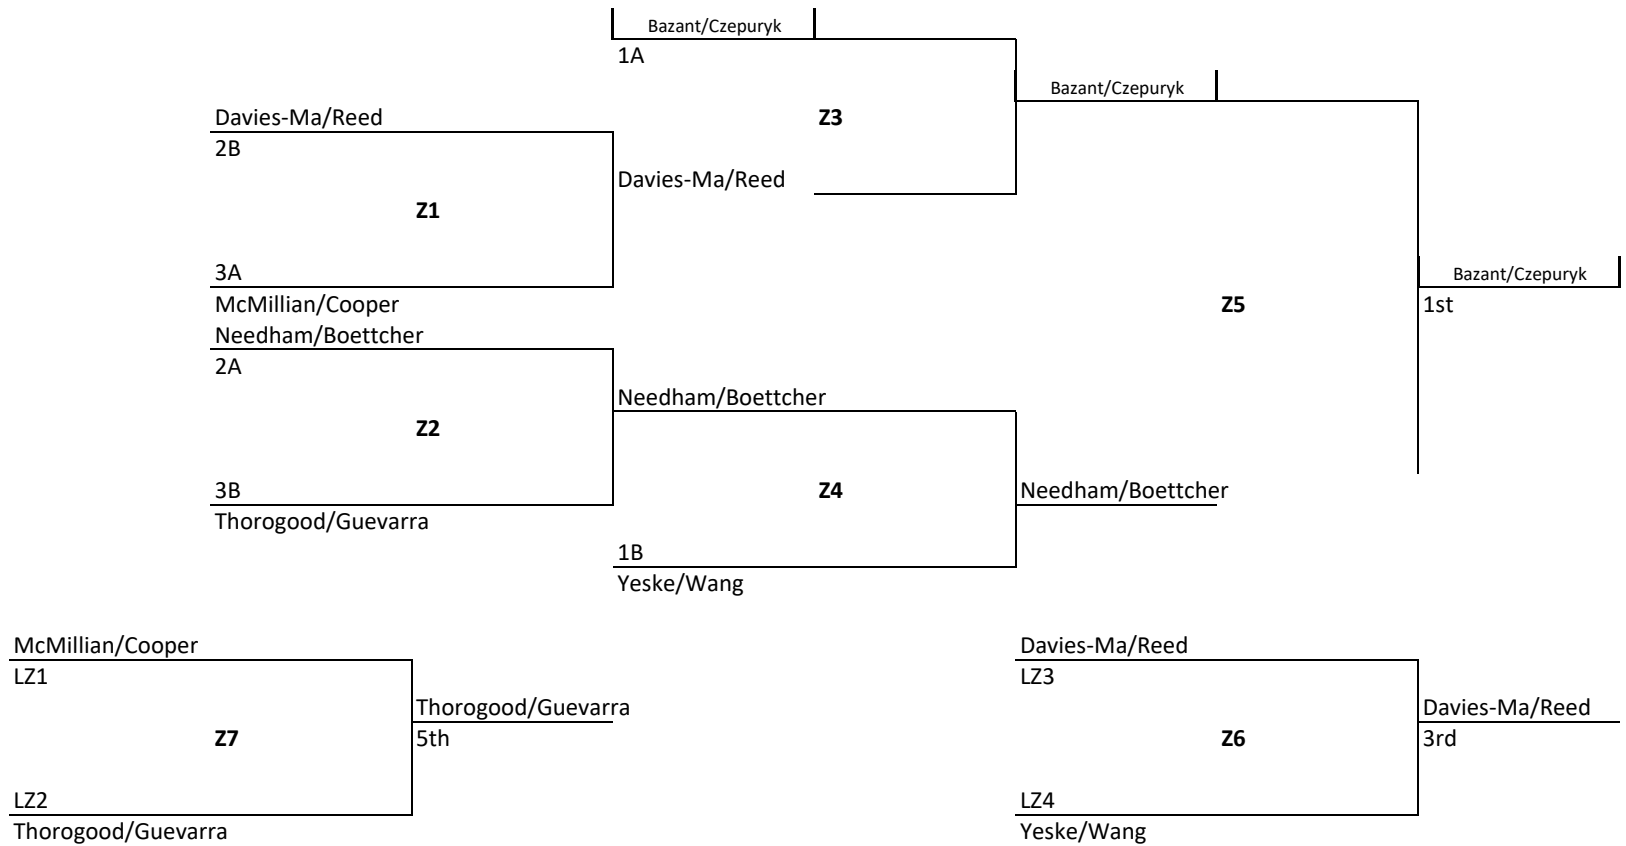 Bazant/Czepuryk
1A
Bazant/Czepuryk
Davies-Ma/Reed
Z3
2B
Davies-Ma/Reed
Z1
3A
Bazant/Czepuryk
McMillian/Cooper
Z5
1st
Needham/Boettcher
2A
Needham/Boettcher
Z2
3B
Z4
Needham/Boettcher
Thorogood/Guevarra
1B
Yeske/Wang
McMillian/Cooper
Davies-Ma/Reed
LZ1
LZ3
Thorogood/Guevarra
Davies-Ma/Reed
Z7
5th
Z6
3rd
LZ2
LZ4
Thorogood/Guevarra
Yeske/Wang